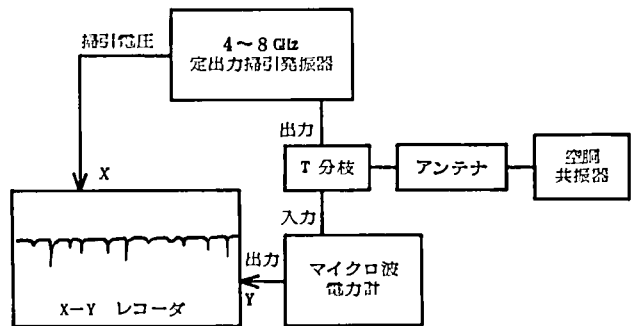 掃引電圧
4～8 GHz
定出力掃引発振器
出力
X
T 分枝
アンテナ
空胴
共振器
入力
出力
Y
マイクロ波
電力計
X－Y レコーダ